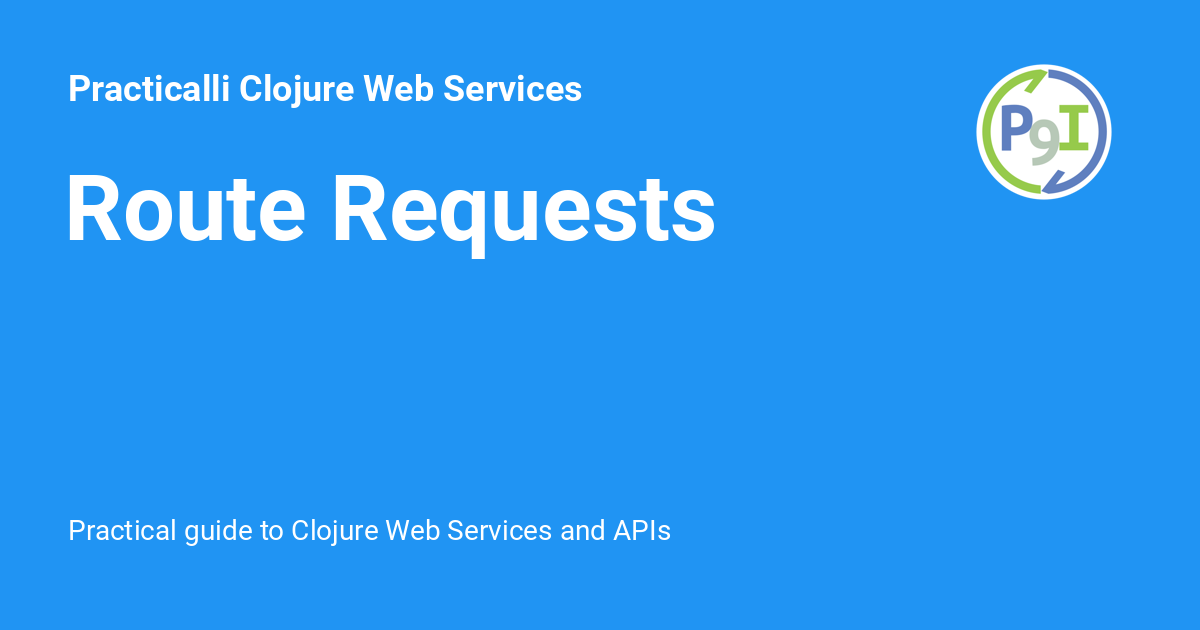 Practicalli Clojure Web Services
P9I
Route Requests
Practical guide to Clojure Web Services and APIs